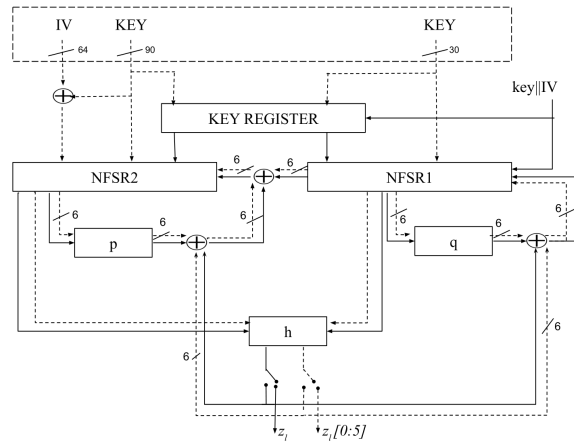 IV KEY KEY
64 90 30
key||IV
KEY REGISTER
6 6
NFSR2 NFSR1
6 6 6 6
6 6
p q
h
6 6
z_l z_l[0:5]